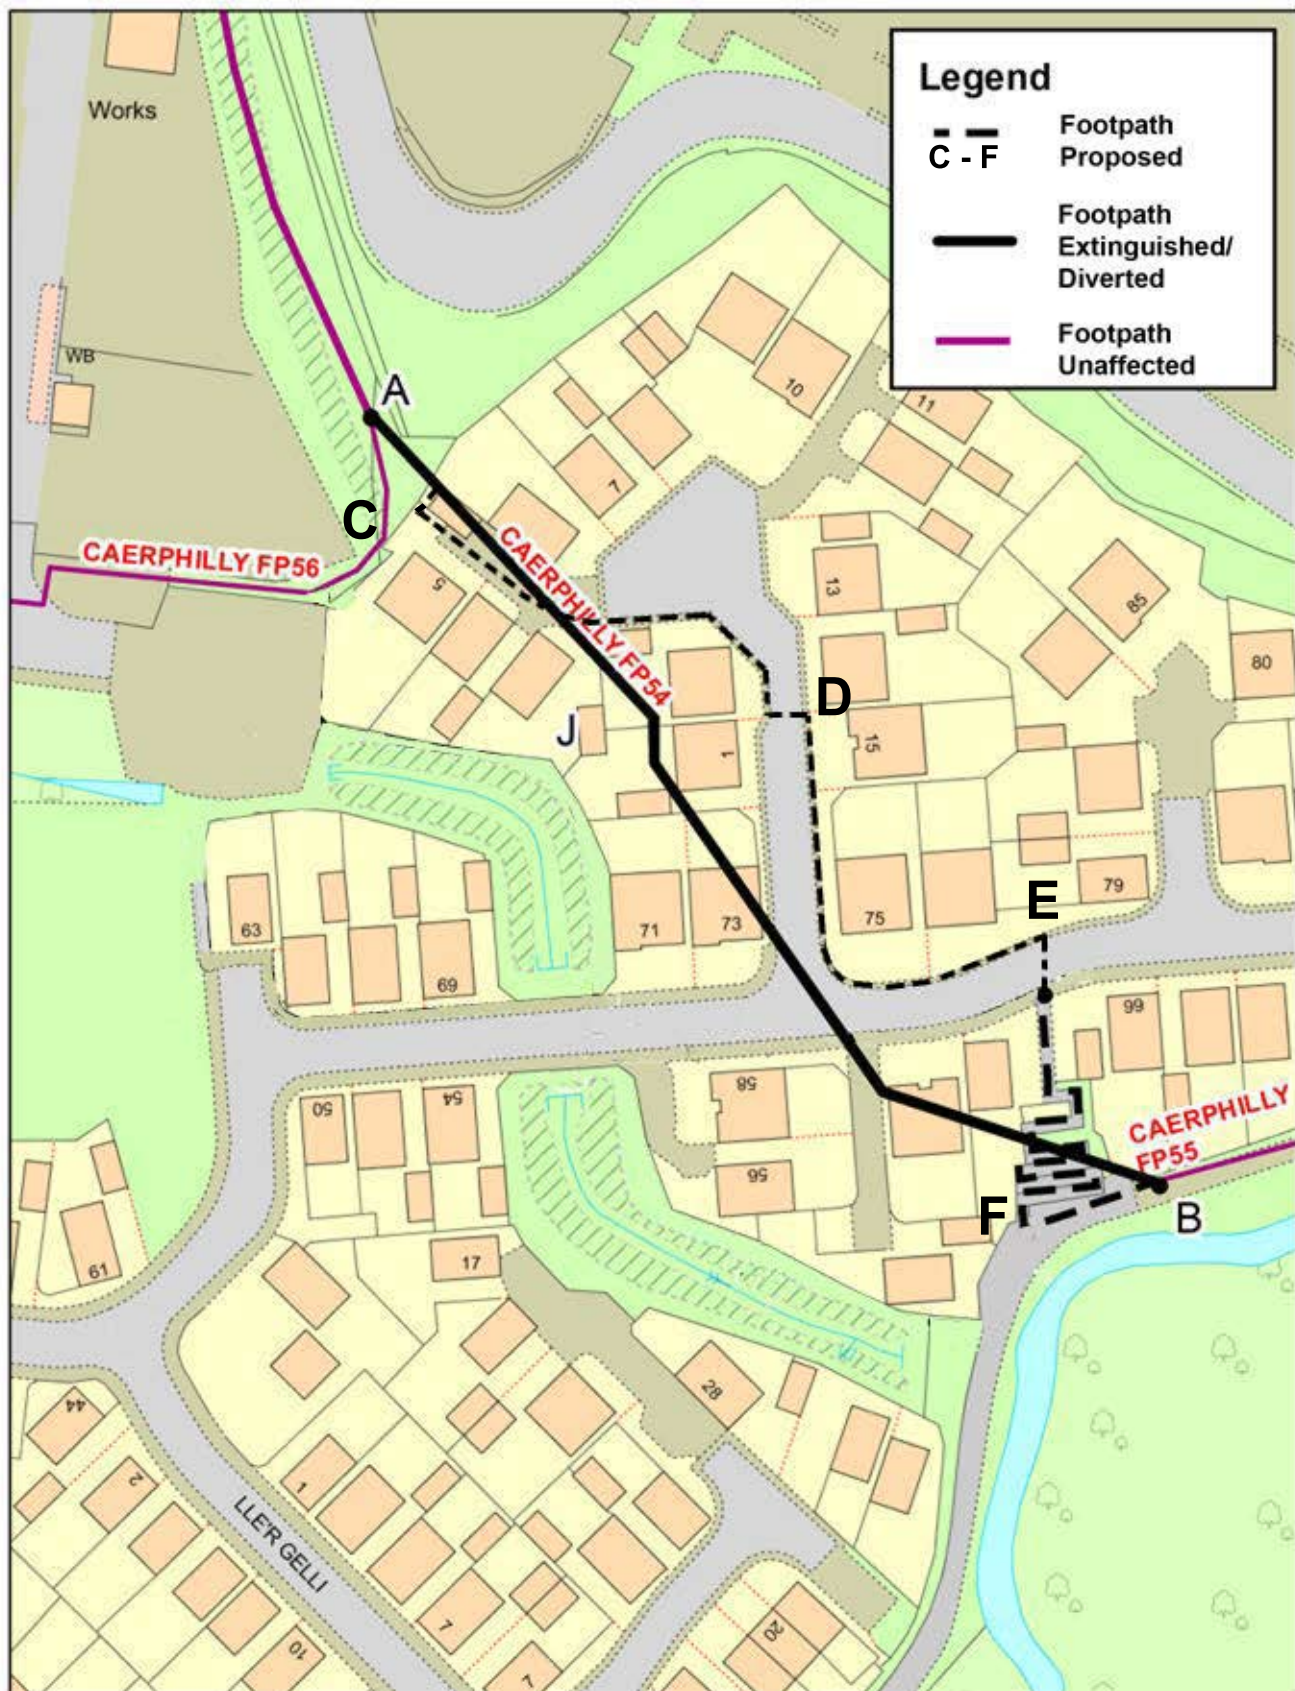 Legend
Footpath
Proposed
C - F
Footpath
Extinguished/
Diverted
Footpath
Unaffected
Works
WB
A
10
11
7
C
CAERPHILLY FP56
5
CAERPHILLY FP54
13
85
80
D
J
1
15
E
79
63
69
71
73
75
99
50
54
58
56
CAERPHILLY
FP55
F
B
61
17
28
44
2
1
LLE'R GELLI
7
10
7
20